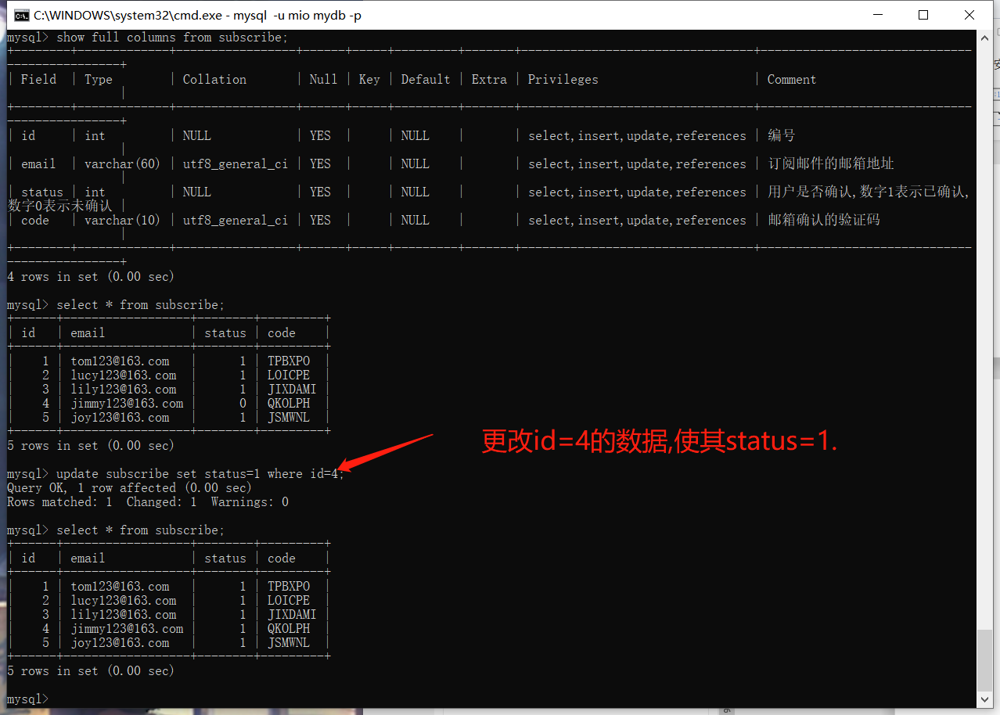 C:\WINDOWS\system32\cmd.exe - mysql  -u mio mydb -p
mysql> show full columns from subscribe;
+--------+-------------+-----------------+------+-----+---------+-------+---------------------------------+------------------------------
----------------+
| Field  | Type        | Collation       | Null | Key | Default | Extra | Privileges                      | Comment
                |
+--------+-------------+-----------------+------+-----+---------+-------+---------------------------------+------------------------------
----------------+
| id     | int         | NULL            | YES  |     | NULL    |       | select,insert,update,references | 编号
                |
| email  | varchar(60) | utf8_general_ci | YES  |     | NULL    |       | select,insert,update,references | 订阅邮件的邮箱地址
                |
| status | int         | NULL            | YES  |     | NULL    |       | select,insert,update,references | 用户是否确认,数字1表示已确认,
数字0表示未确认 |
| code   | varchar(10) | utf8_general_ci | YES  |     | NULL    |       | select,insert,update,references | 邮箱确认的验证码
                |
+--------+-------------+-----------------+------+-----+---------+-------+---------------------------------+------------------------------
----------------+
4 rows in set (0.00 sec)
mysql> select * from subscribe;
+------+------------------+--------+---------+
| id   | email            | status | code    |
+------+------------------+--------+---------+
|    1 | tom123@163.com   |      1 | TPBXPO  |
|    2 | lucy123@163.com  |      1 | LOICPE  |
|    3 | lily123@163.com  |      1 | JIXDAMI |
|    4 | jimmy123@163.com |      0 | QKOLPH  |
|    5 | joy123@163.com   |      1 | JSMWNL  |
+------+------------------+--------+---------+
5 rows in set (0.00 sec)
更改id=4的数据,使其status=1.
mysql> update subscribe set status=1 where id=4;
Query OK, 1 row affected (0.00 sec)
Rows matched: 1  Changed: 1  Warnings: 0
mysql> select * from subscribe;
+------+------------------+--------+---------+
| id   | email            | status | code    |
+------+------------------+--------+---------+
|    1 | tom123@163.com   |      1 | TPBXPO  |
|    2 | lucy123@163.com  |      1 | LOICPE  |
|    3 | lily123@163.com  |      1 | JIXDAMI |
|    4 | jimmy123@163.com |      1 | QKOLPH  |
|    5 | joy123@163.com   |      1 | JSMWNL  |
+------+------------------+--------+---------+
5 rows in set (0.00 sec)
mysql>